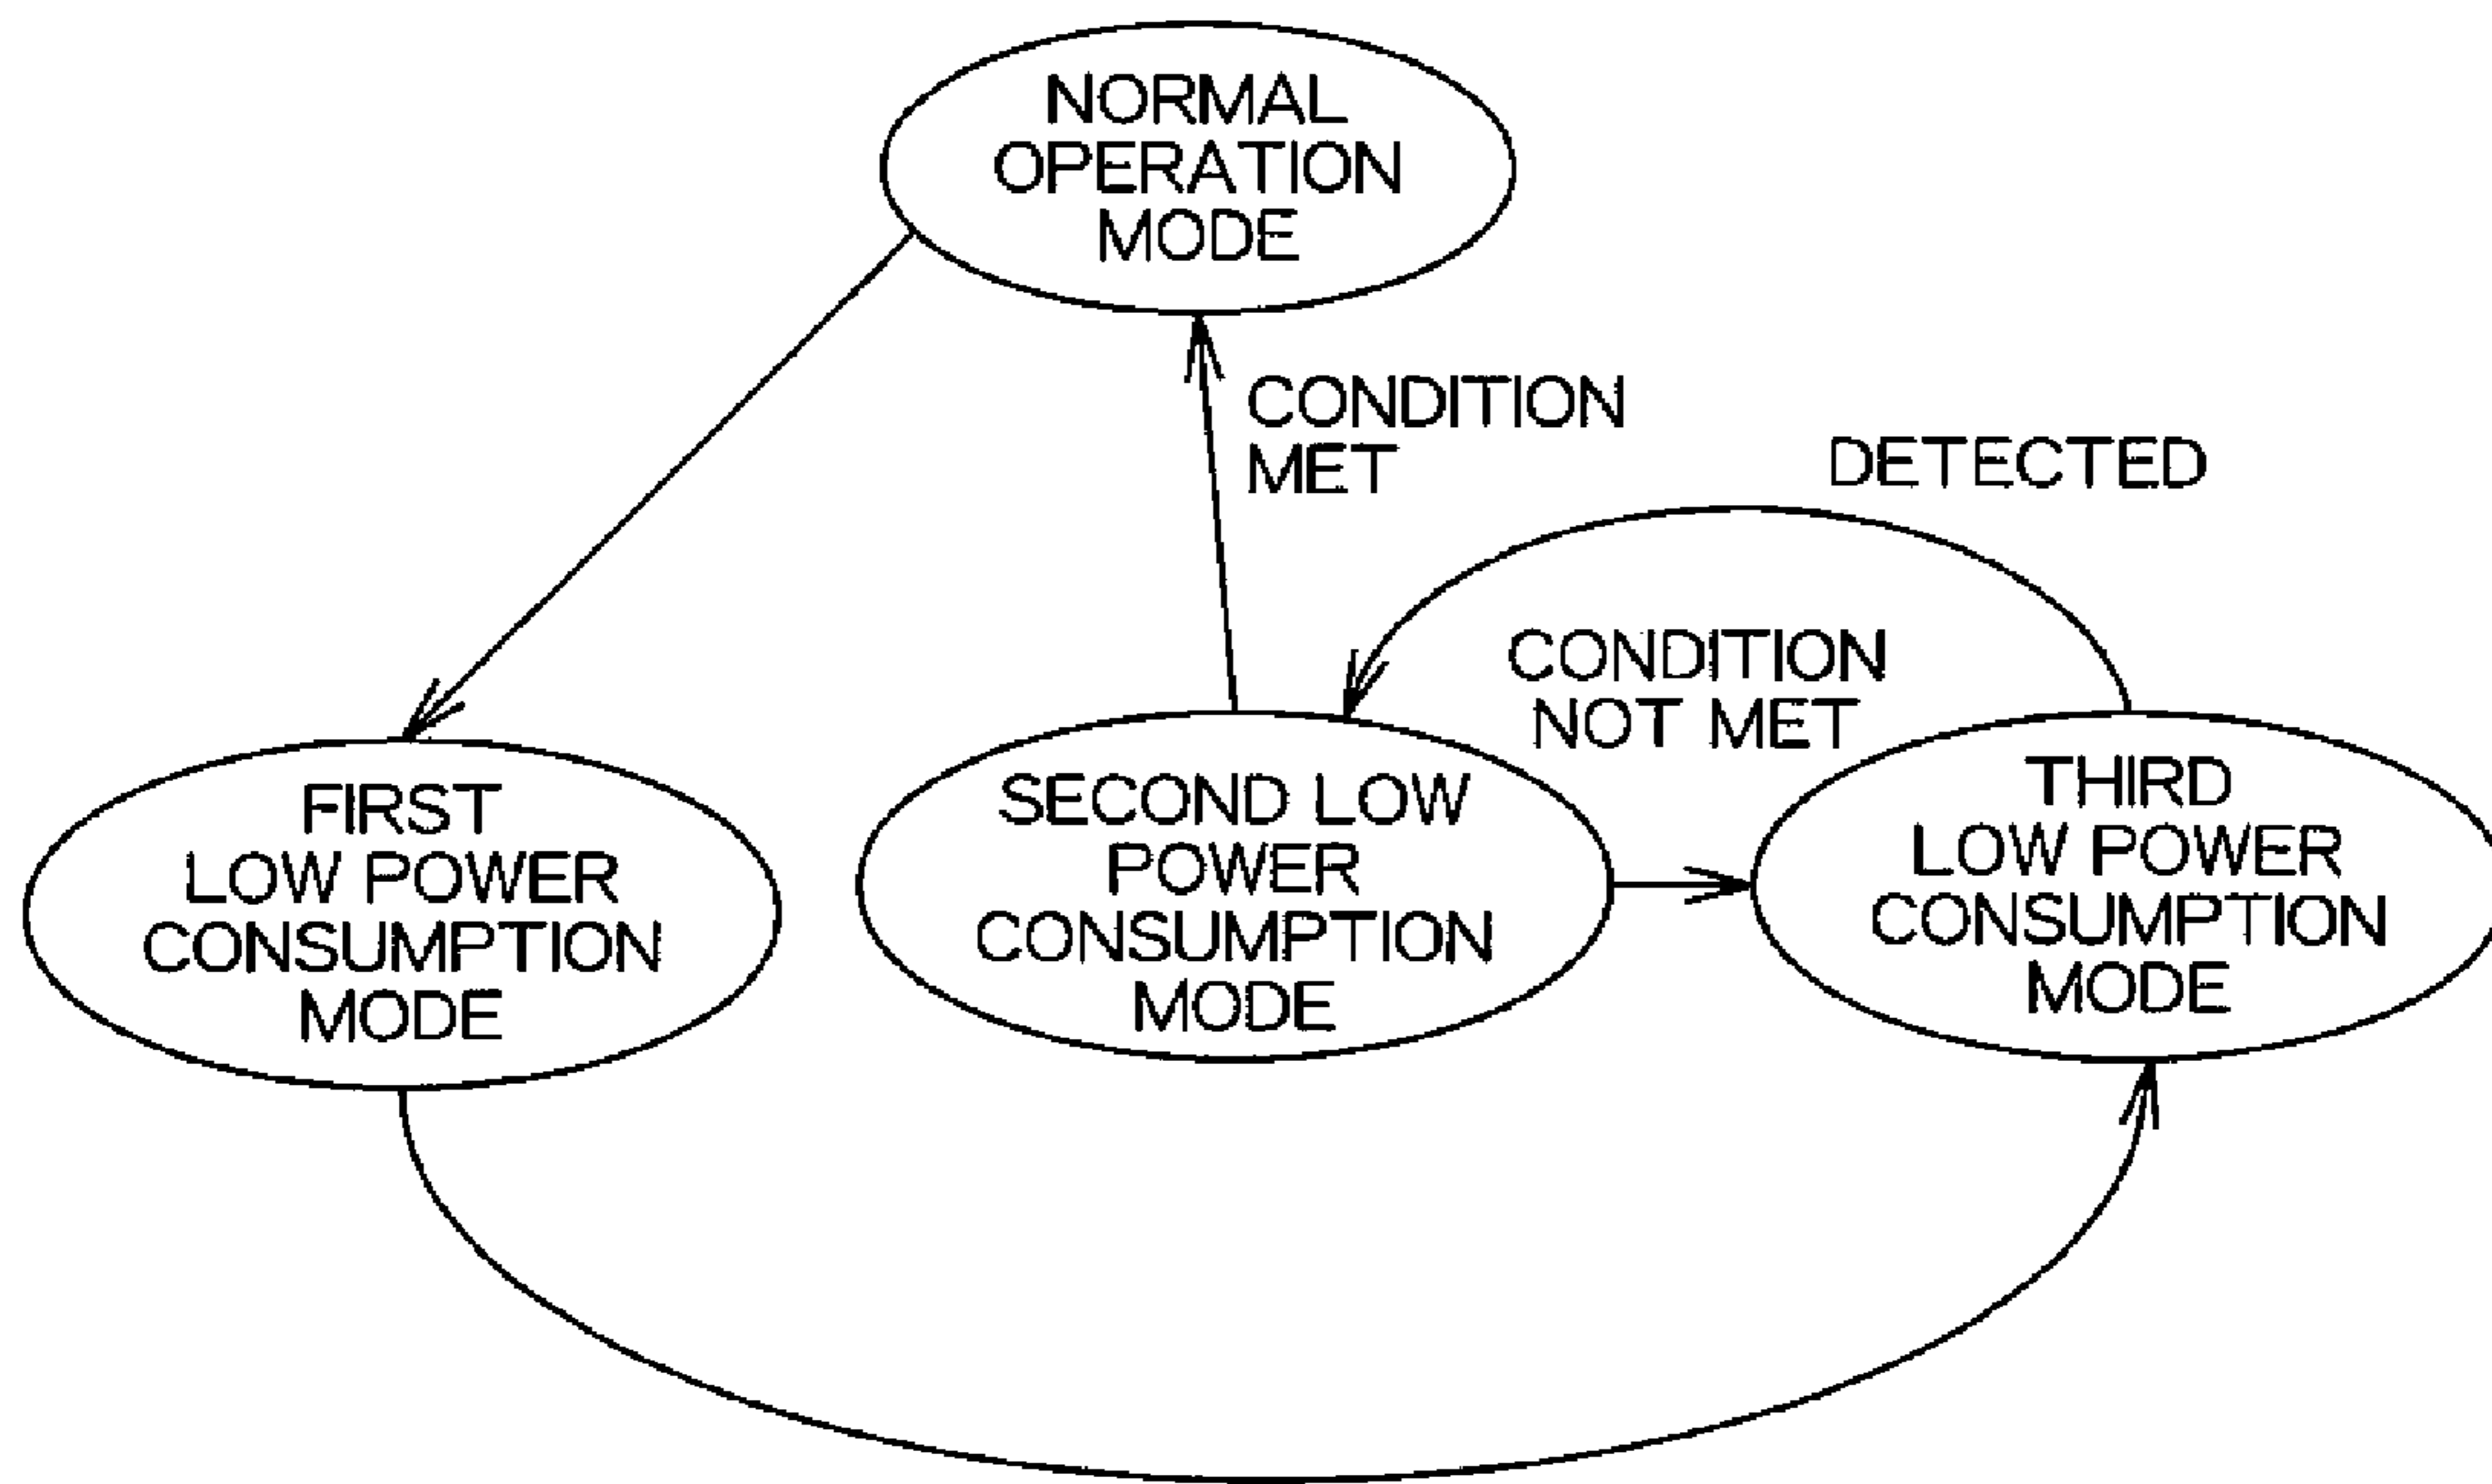 NORMAL
OPERATION
MODE
CONDITION
MET
DETECTED
CONDITION
NOT MET
FIRST
LOW POWER
CONSUMPTION
MODE
SECOND LOW
POWER
CONSUMPTION
MODE
THIRD
LOW POWER
CONSUMPTION
MODE